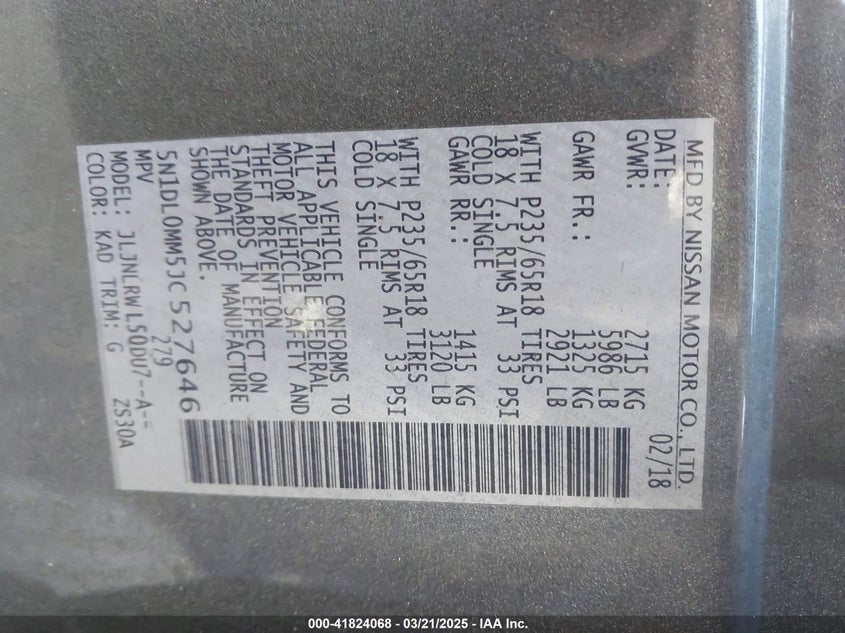 MFD BY NISSAN MOTOR CO., LTD.
DATE: 02/18
GVWR: 2715 KG
5986 LB
GAWR FR.: 1325 KG
2921 LB
WITH P235/65R18 TIRES
18 X 7.5 RIMS AT 33 PSI
COLD SINGLE
GAWR RR.: 1415 KG
3120 LB
WITH P235/65R18 TIRES
18 X 7.5 RIMS AT 33 PSI
COLD SINGLE
THIS VEHICLE CONFORMS TO
ALL APPLICABLE FEDERAL
MOTOR VEHICLE SAFETY AND
THEFT PREVENTION
STANDARDS IN EFFECT ON
THE DATE OF MANUFACTURE
SHOWN ABOVE.
5N1DL0MM5JC527646
MPV 279
MODEL: JLJNLRWL50DU7--A--
COLOR: KAD TRIM: G 2S30A
000-41824068 - 03/21/2025 - IAA Inc.